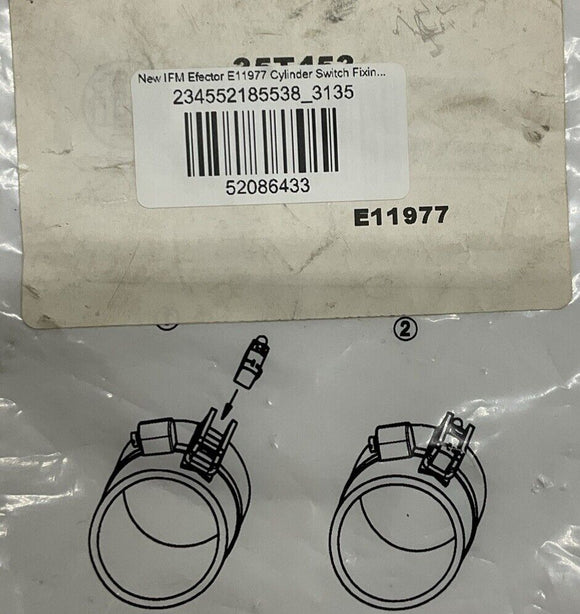 New IFM Efector E11977 Cylinder Switch Fixin...
234552185538_3135
52086433
E11977
2